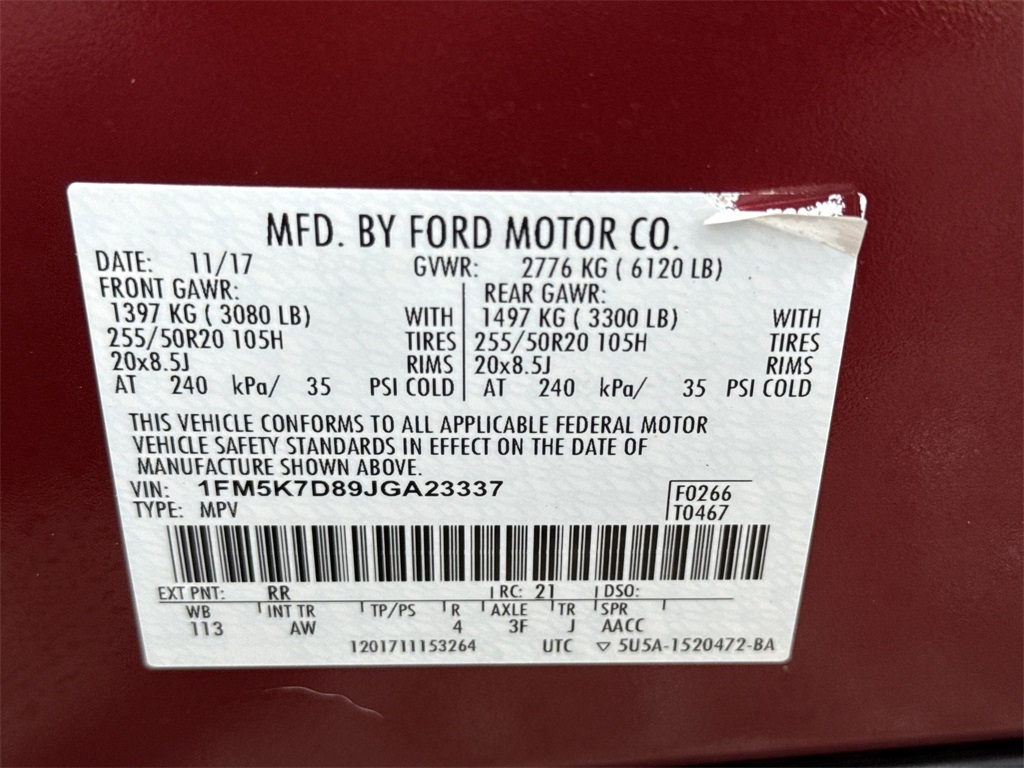 MFD. BY FORD MOTOR CO.
DATE: 11/17 GVWR: 2776 KG ( 6120 LB)
FRONT GAWR: REAR GAWR:
1397 KG ( 3080 LB) WITH 1497 KG ( 3300 LB) WITH
255/50R20 105H TIRES 255/50R20 105H TIRES
20x8.5J RIMS 20x8.5J RIMS
AT 240 kPa/ 35 PSI COLD AT 240 kPa/ 35 PSI COLD
THIS VEHICLE CONFORMS TO ALL APPLICABLE FEDERAL MOTOR
VEHICLE SAFETY STANDARDS IN EFFECT ON THE DATE OF
MANUFACTURE SHOWN ABOVE.
VIN: 1FM5K7D89JGA23337 F0266
TYPE: MPV T0467
EXT PNT: RR RC: 21 DSO:
WB INT TR TP/PS R AXLE TR SPR
113 AW 4 3F J AACC
1201711153264 UTC ▽ 5U5A-1520472-BA